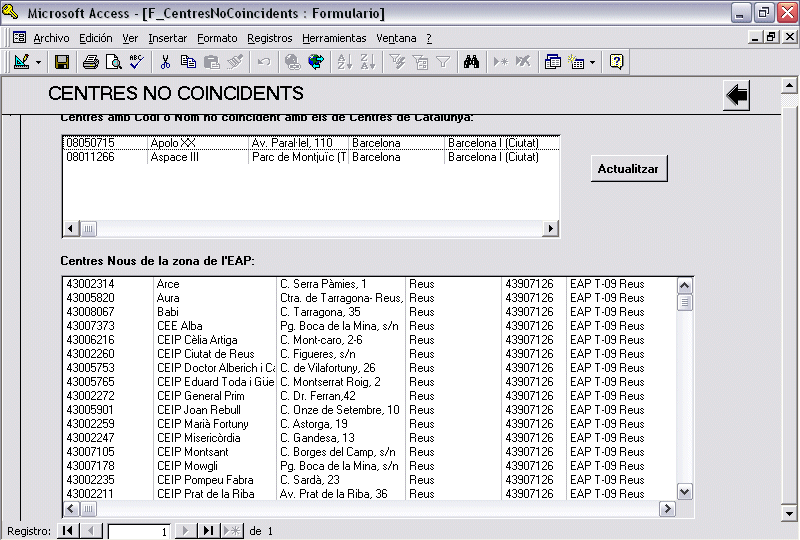 Microsoft Access - [F_CentresNoCoincidents : Formulario]
Archivo Edición Ver Insertar Formato Registros Herramientas Ventana ?
CENTRES NO COINCIDENTS
Centres amb Codi o Nom no coincident amb els de Centres de Catalunya:
08050715 Apolo XX Av. Paral·lel, 110 Barcelona Barcelona I (Ciutat)
08011266 Aspace III Parc de Montjuïc (T Barcelona Barcelona I (Ciutat)
Actualitzar
Centres Nous de la zona de l'EAP:
43002314 Arce C. Serra Pàmies, 1 Reus 43907126 EAP T-09 Reus
43005820 Aura Ctra. de Tarragona- Reus, Reus 43907126 EAP T-09 Reus
43008067 Babi C. Tarragona, 35 Reus 43907126 EAP T-09 Reus
43007373 CEE Alba Pg. Boca de la Mina, s/n Reus 43907126 EAP T-09 Reus
43006216 CEIP Cèlia Artiga C. Mont-caro, 2-6 Reus 43907126 EAP T-09 Reus
43002260 CEIP Ciutat de Reus C. Figueres, s/n Reus 43907126 EAP T-09 Reus
43005753 CEIP Doctor Alberich i Ca C. de Vilafortuny, 26 Reus 43907126 EAP T-09 Reus
43005765 CEIP Eduard Toda i Güe C. Montserrat Roig, 2 Reus 43907126 EAP T-09 Reus
43002272 CEIP General Prim C. Dr. Ferran,42 Reus 43907126 EAP T-09 Reus
43005901 CEIP Joan Rebull C. Onze de Setembre, 10 Reus 43907126 EAP T-09 Reus
43002259 CEIP Marià Fortuny C. Astorga, 19 Reus 43907126 EAP T-09 Reus
43002247 CEIP Misericòrdia C. Gandesa, 13 Reus 43907126 EAP T-09 Reus
43007105 CEIP Montsant C. Borges del Camp, s/n Reus 43907126 EAP T-09 Reus
43007178 CEIP Mowgli Pg. Boca de la Mina, s/n Reus 43907126 EAP T-09 Reus
43002235 CEIP Pompeu Fabra C. Sardà, 23 Reus 43907126 EAP T-09 Reus
43002211 CEIP Prat de la Riba Av. Prat de la Riba, 36 Reus 43907126 EAP T-09 Reus
Registro: 1 de 1